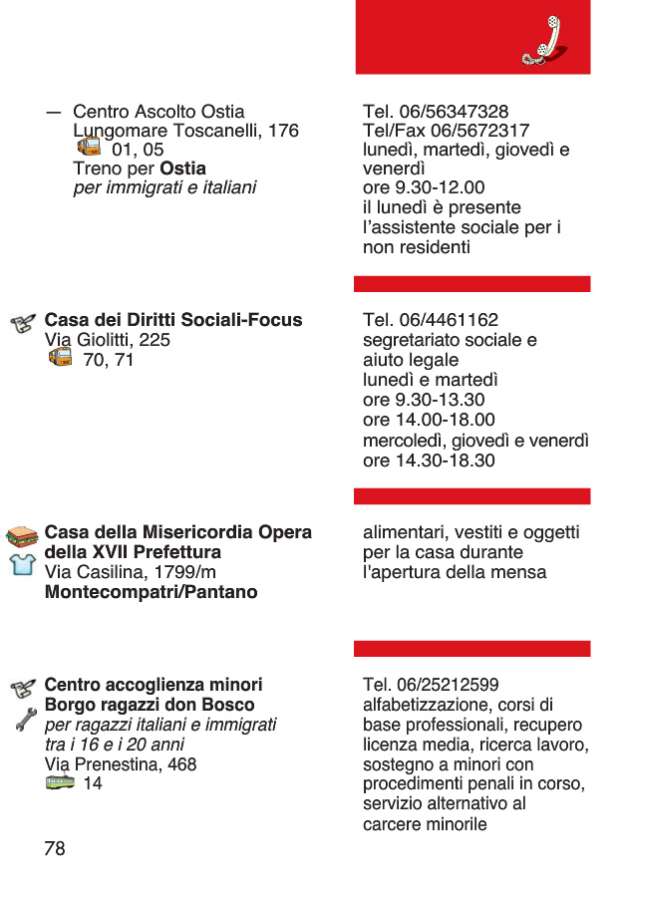 — Centro Ascolto Ostia
Lungomare Toscanelli, 176
01, 05
Treno per Ostia
per immigrati e italiani
Tel. 06/56347328
Tel/Fax 06/5672317
lunedì, martedì, giovedì e
venerdì
ore 9.30-12.00
il lunedì è presente
l'assistente sociale per i
non residenti
Casa dei Diritti Sociali-Focus
Via Giolitti, 225
70, 71
Tel. 06/4461162
segretariato sociale e
aiuto legale
lunedì e martedì
ore 9.30-13.30
ore 14.00-18.00
mercoledì, giovedì e venerdì
ore 14.30-18.30
Casa della Misericordia Opera
della XVII Prefettura
Via Casilina, 1799/m
Montecompatri/Pantano
alimentari, vestiti e oggetti
per la casa durante
l'apertura della mensa
Centro accoglienza minori
Borgo ragazzi don Bosco
per ragazzi italiani e immigrati
tra i 16 e i 20 anni
Via Prenestina, 468
14
Tel. 06/25212599
alfabetizzazione, corsi di
base professionali, recupero
licenza media, ricerca lavoro,
sostegno a minori con
procedimenti penali in corso,
servizio alternativo al
carcere minorile
78